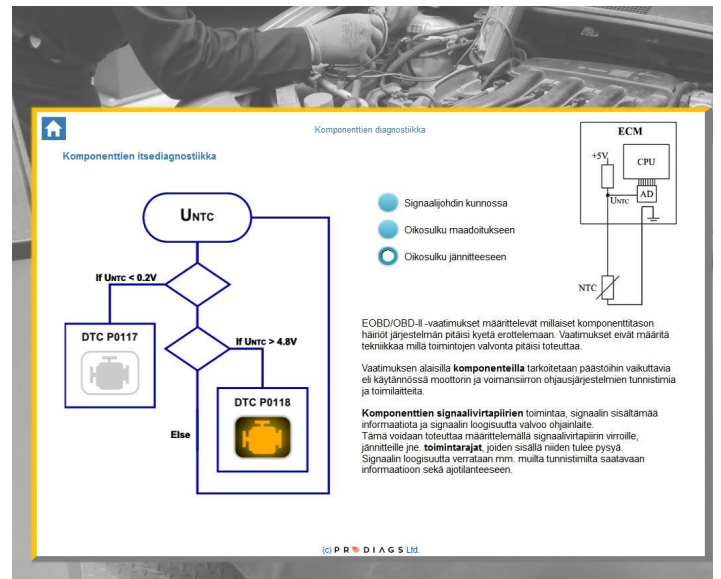 Komponenttien diagnostiikka
Komponenttien itsediagnostiikka
UNTC
If UNTC < 0.2V
DTC P0117
If UNTC > 4.8V
DTC P0118
Else
Signaalijohdin kunnossa
Oikosulku maadoitukseen
Oikosulku jännitteeseen
ECM
+5V
CPU
AD
UNTC
NTC
EOBD/OBD-II -vaatimukset määrittelevät millaiset komponenttitason
häiriöt järjestelmän pitäisi kyetä erottelemaan. Vaatimukset eivät määritä
tekniikkaa millä toimintojen valvonta pitäisi toteuttaa.
Vaatimuksen alaisilla komponenteilla tarkoitetaan päästöihin vaikuttavia
eli käytännössä moottorin ja voimansiirron ohjausjärjestelmien tunnistimia
ja toimilaitteita.
Komponenttien signaalivirtapiirien toimintaa, signaalin sisältämää
informaatiota ja signaalin loogisuutta valvoo ohjainlaite.
Tämä voidaan toteuttaa määrittelemällä signaalivirtapiirin virroille,
jännitteille jne. toimintarajat, joiden sisällä niiden tulee pysyä.
Signaalin loogisuutta verrataan mm. muilta tunnistimilta saatavaan
informaatioon sekä ajotilanteeseen.
(c) PRODIAGS Ltd.